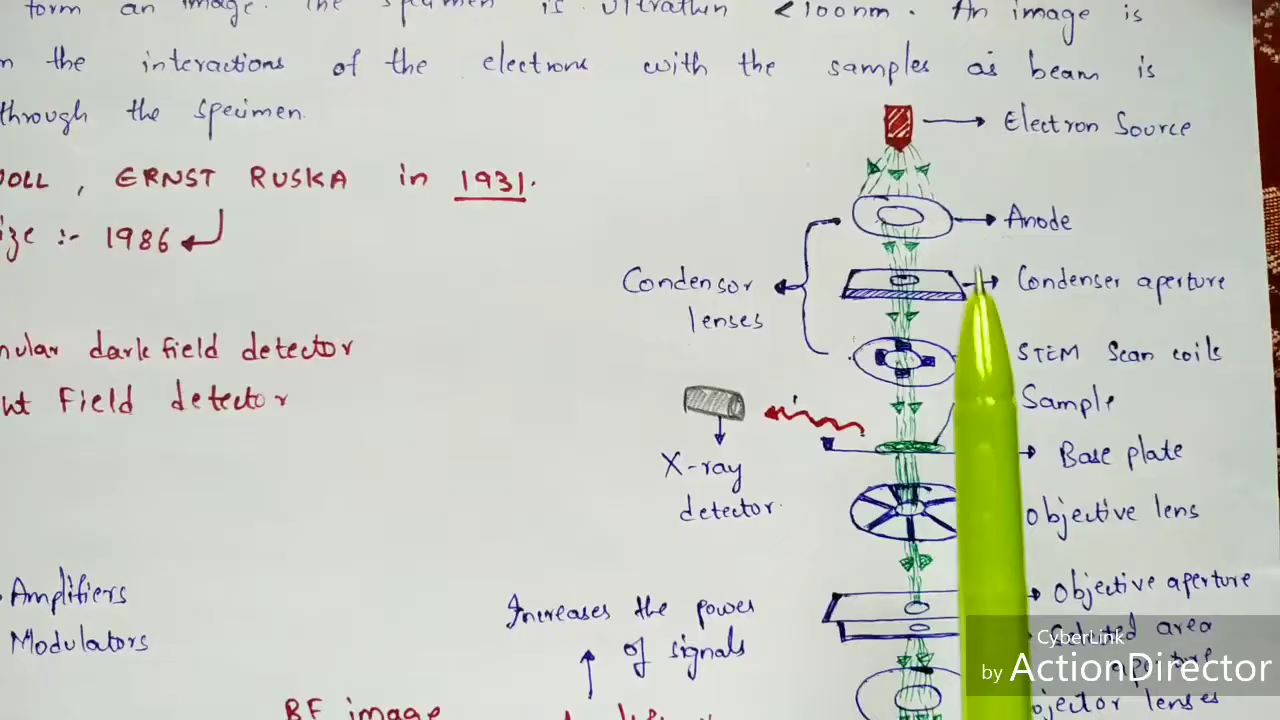 form an image. The specimen is ultrathin <100nm. An image is
the interactions of the electrons with the samples as beam is
through the specimen.
ERNST RUSKA in 1931.
:- 1986
dark field detector
Field detector
Amplifiers
Modulators
Increases the power
of signals
BF image
Electron Source
Anode
Condensor
lenses
Condenser aperture
STEM Scan coils
Sample
Base plate
X-ray
detector
Objective lens
Objective aperture
area
aperture
lenses
CyberLink
by ActionDirector